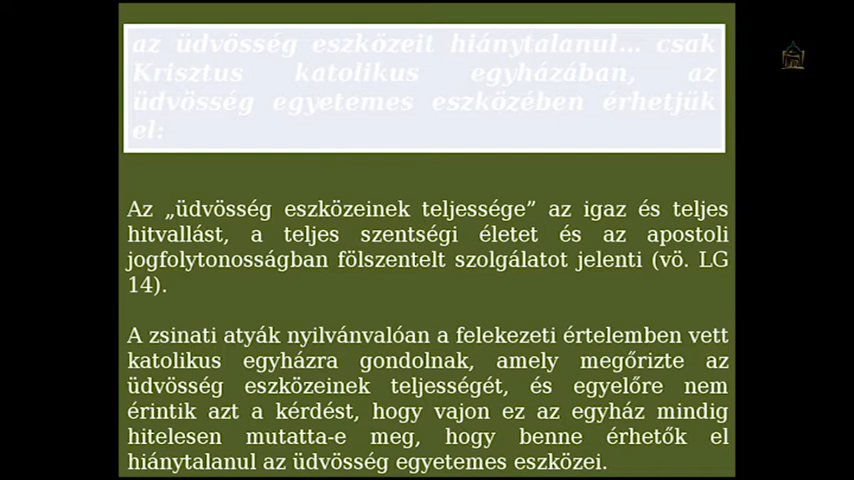 az üdvösség eszközeit hiánytalanul... csak
Krisztus katolikus egyházában, az
üdvösség egyetemes eszközében érhetjük
el:
Az „üdvösség eszközeinek teljessége” az igaz és teljes
hitvallást, a teljes szentségi életet és az apostoli
jogfolytonosságban fölszentelt szolgálatot jelenti (vö. LG
14).
A zsinati atyák nyilvánvalóan a felekezeti értelemben vett
katolikus egyházra gondolnak, amely megőrizte az
üdvösség eszközeinek teljességét, és egyelőre nem
érintik azt a kérdést, hogy vajon ez az egyház mindig
hitelesen mutatta-e meg, hogy benne érhetők el
hiánytalanul az üdvösség egyetemes eszközei.